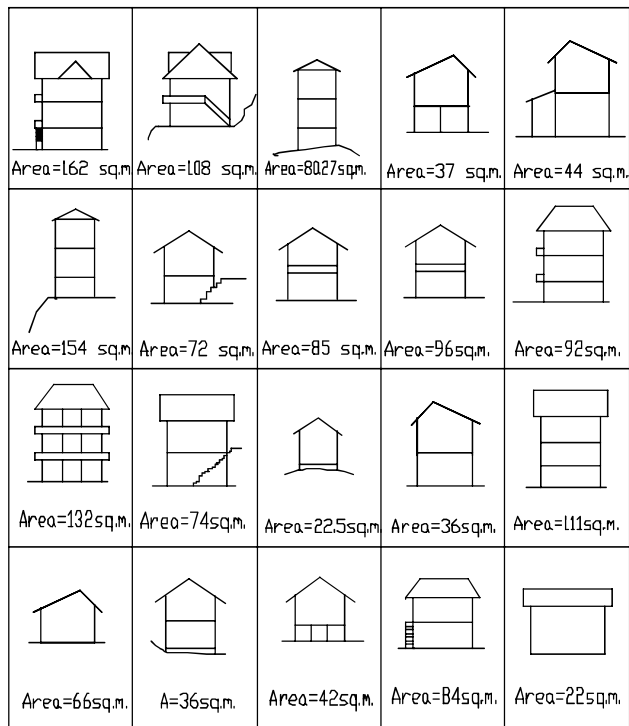 Area=162 sq.m.
Area=108 sq.m.
Area=80.27sq.m.
Area=37 sq.m.
Area=44 sq.m.
Area=154 sq.m.
Area=72 sq.m.
Area=85 sq.m.
Area=96sq.m.
Area=92sq.m.
Area=132sq.m.
Area=74sq.m.
Area=22.5sq.m.
Area=36sq.m.
Area=111sq.m.
Area=66sq.m.
A=36sq.m.
Area=42sq.m.
Area=84sq.m.
Area=22sq.m.